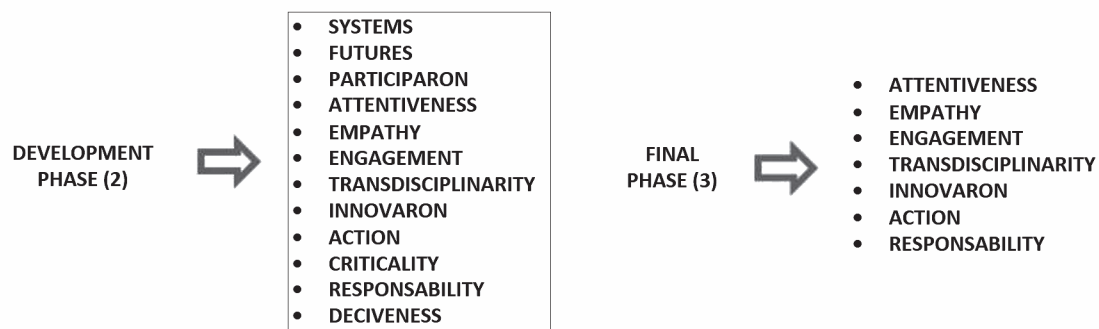 DEVELOPMENT
PHASE (2)
• SYSTEMS
• FUTURES
• PARTICIPARON
• ATTENTIVENESS
• EMPATHY
• ENGAGEMENT
• TRANSDISCIPLINARITY
• INNOVARON
• ACTION
• CRITICALITY
• RESPONSABILITY
• DECIVENESS
FINAL
PHASE (3)
• ATTENTIVENESS
• EMPATHY
• ENGAGEMENT
• TRANSDISCIPLINARITY
• INNOVARON
• ACTION
• RESPONSABILITY